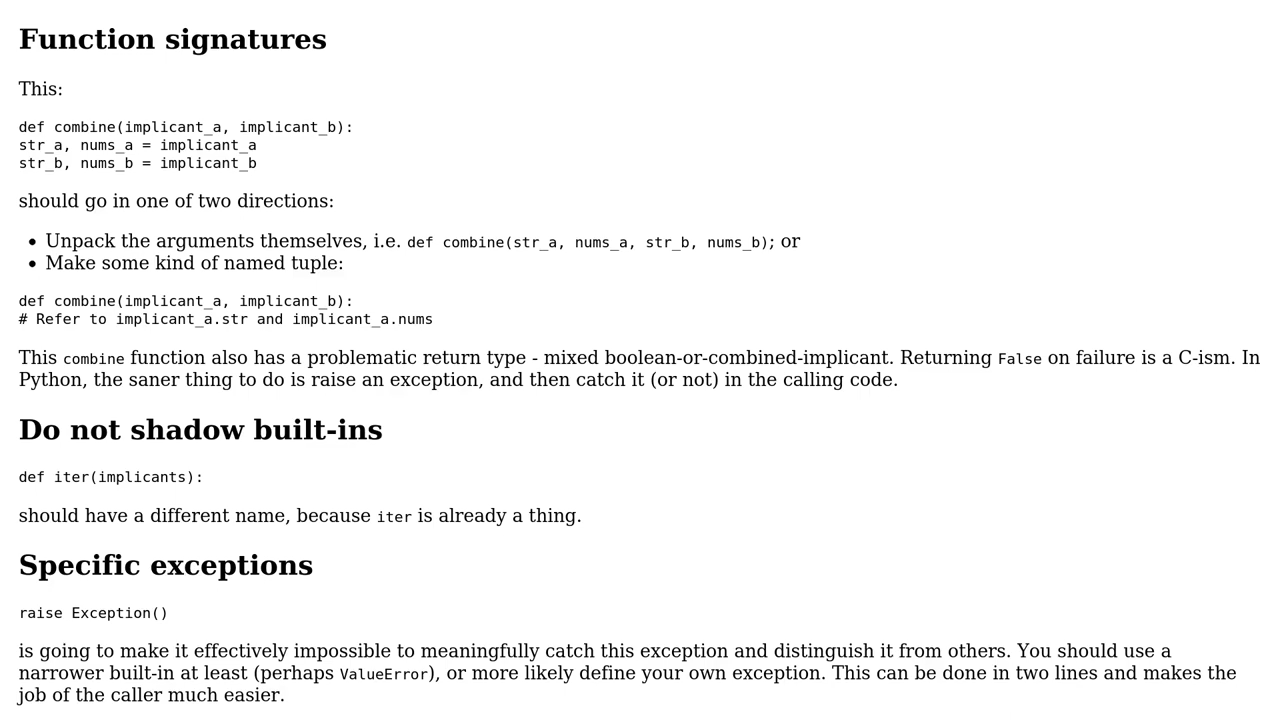 Function signatures
This:
def combine(implicant_a, implicant_b):
str_a, nums_a = implicant_a
str_b, nums_b = implicant_b
should go in one of two directions:
• Unpack the arguments themselves, i.e. def combine(str_a, nums_a, str_b, nums_b); or
• Make some kind of named tuple:
def combine(implicant_a, implicant_b):
# Refer to implicant_a.str and implicant_a.nums
This combine function also has a problematic return type - mixed boolean-or-combined-implicant. Returning False on failure is a C-ism. In
Python, the saner thing to do is raise an exception, and then catch it (or not) in the calling code.
Do not shadow built-ins
def iter(implicants):
should have a different name, because iter is already a thing.
Specific exceptions
raise Exception()
is going to make it effectively impossible to meaningfully catch this exception and distinguish it from others. You should use a
narrower built-in at least (perhaps ValueError), or more likely define your own exception. This can be done in two lines and makes the
job of the caller much easier.